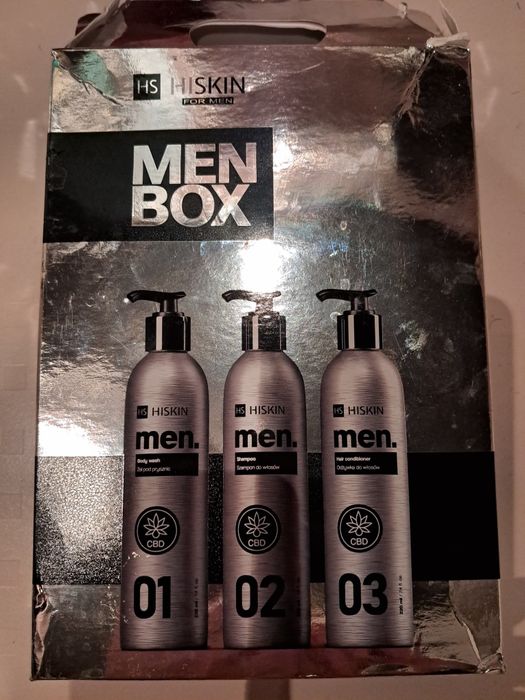 HS HISKIN
FOR MEN
MEN
BOX
HS HISKIN
men.
Body wash
Żel pod prysznic
CBD
01
HS HISKIN
men.
Shampoo
Szampon do włosów
CBD
02
HS HISKIN
men.
Hair conditioner
Odżywka do włosów
CBD
03